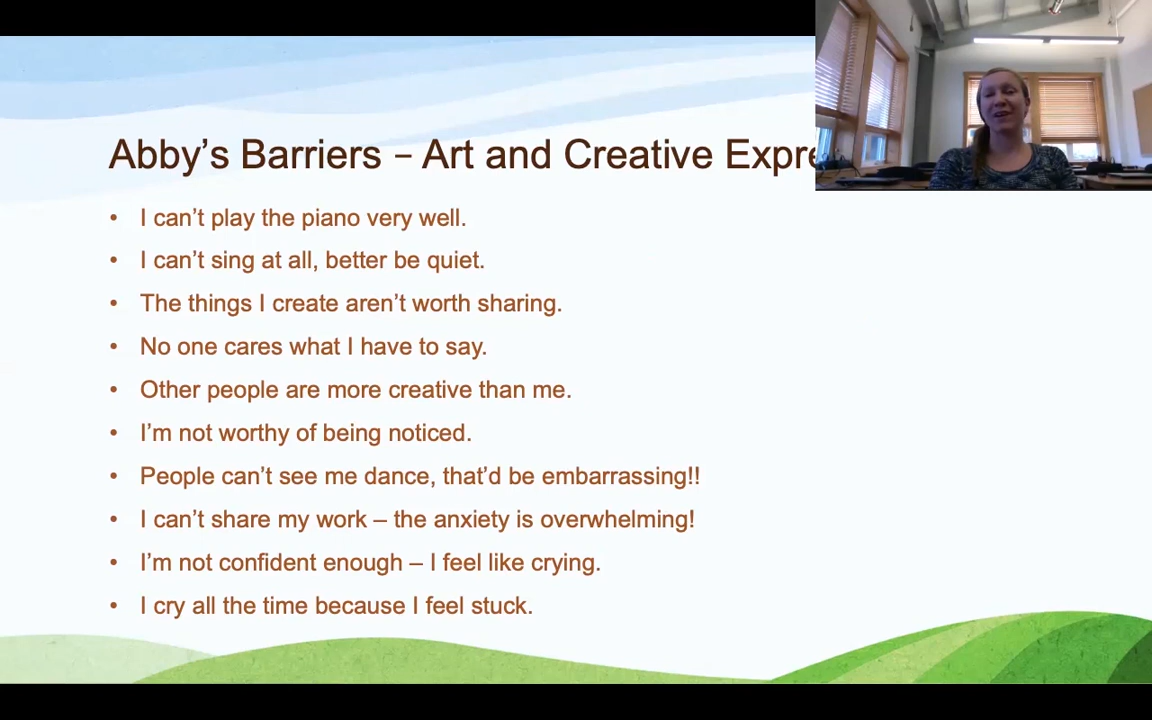 Abby’s Barriers – Art and Creative Expre
• I can’t play the piano very well.
• I can’t sing at all, better be quiet.
• The things I create aren’t worth sharing.
• No one cares what I have to say.
• Other people are more creative than me.
• I’m not worthy of being noticed.
• People can’t see me dance, that’d be embarrassing!!
• I can’t share my work – the anxiety is overwhelming!
• I’m not confident enough – I feel like crying.
• I cry all the time because I feel stuck.